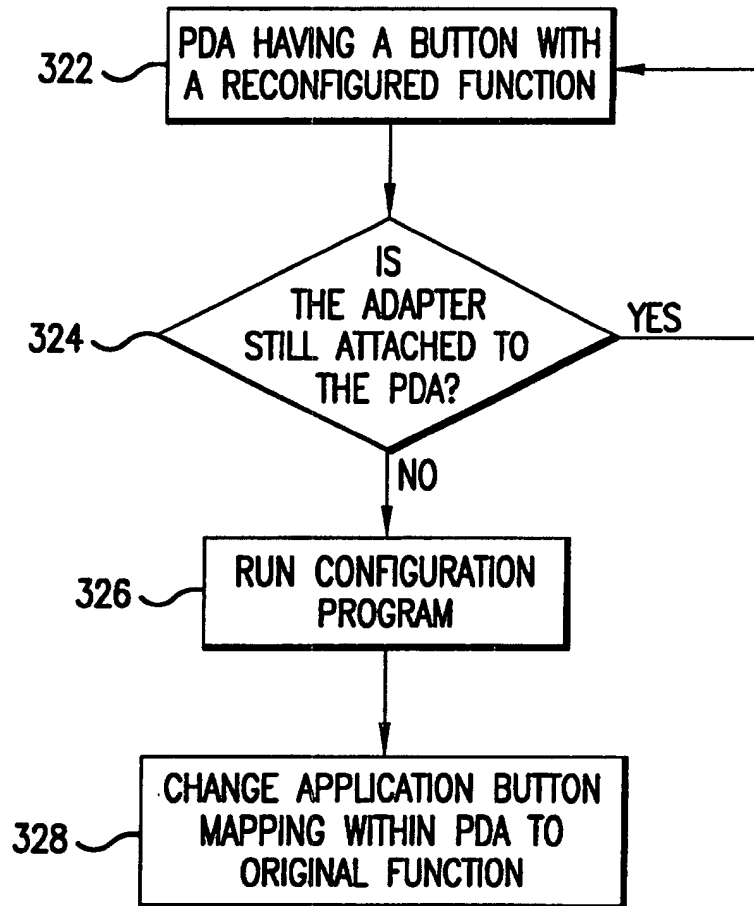 322
PDA HAVING A BUTTON WITH
A RECONFIGURED FUNCTION
324
IS
THE ADAPTER
STILL ATTACHED TO
THE PDA?
YES
NO
326
RUN CONFIGURATION
PROGRAM
328
CHANGE APPLICATION BUTTON
MAPPING WITHIN PDA TO
ORIGINAL FUNCTION